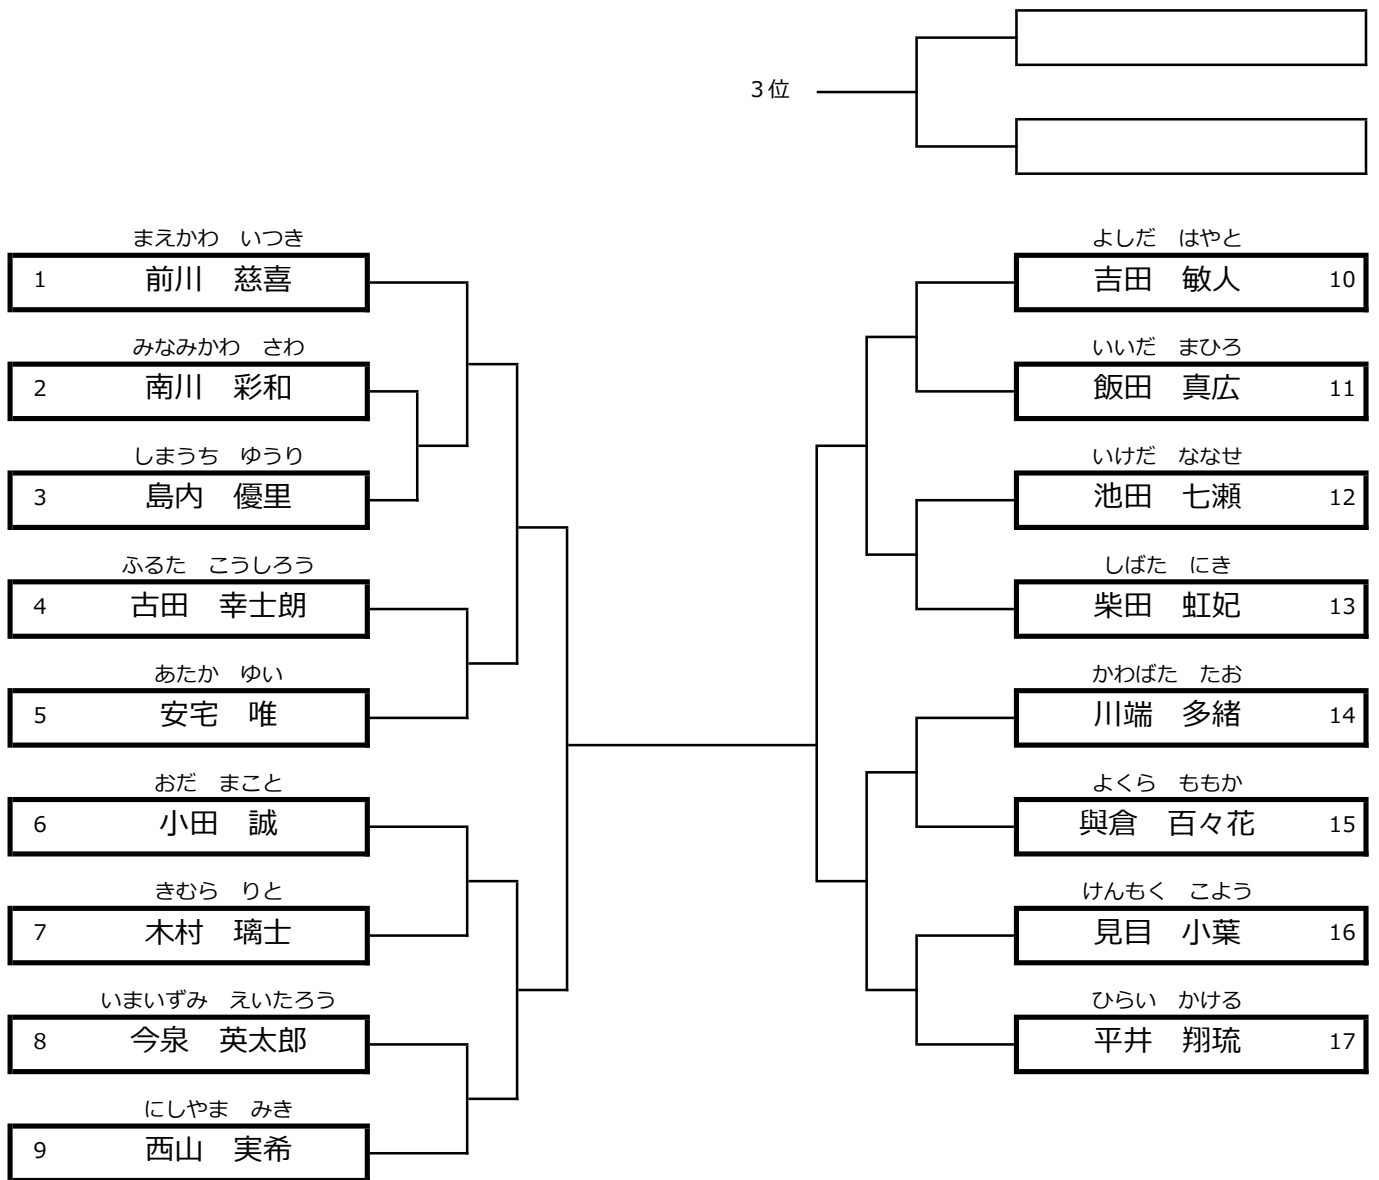 3位
まえかわ　いつき
1　前川　慈喜
みなみかわ　さわ
2　南川　彩和
しまうち　ゆうり
3　島内　優里
ふるた　こうしろう
4　古田　幸士朗
あたか　ゆい
5　安宅　唯
おだ　まこと
6　小田　誠
きむら　りと
7　木村　璃士
いまいずみ　えいたろう
8　今泉　英太郎
にしやま　みき
9　西山　実希
よしだ　はやと
吉田　敏人　10
いいだ　まひろ
飯田　真広　11
いけだ　ななせ
池田　七瀬　12
しばた　にき
柴田　虹妃　13
かわばた　たお
川端　多緒　14
よくら　ももか
與倉　百々花　15
けんもく　こよう
見目　小葉　16
ひらい　かける
平井　翔琉　17